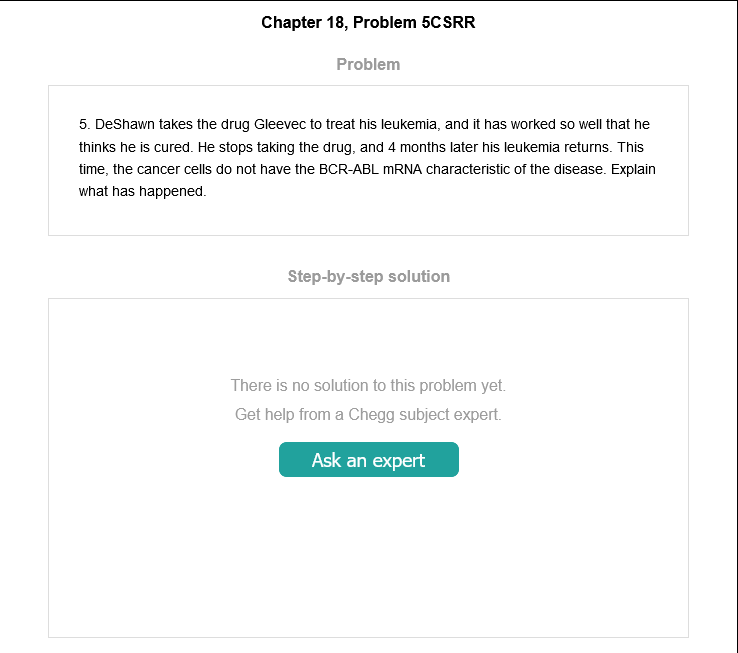 Chapter 18, Problem 5CSRR
Problem
5. DeShawn takes the drug Gleevec to treat his leukemia, and it has worked so well that he
thinks he is cured. He stops taking the drug, and 4 months later his leukemia returns. This
time, the cancer cells do not have the BCR-ABL mRNA characteristic of the disease. Explain
what has happened.
Step-by-step solution
There is no solution to this problem yet.
Get help from a Chegg subject expert.
Ask an expert